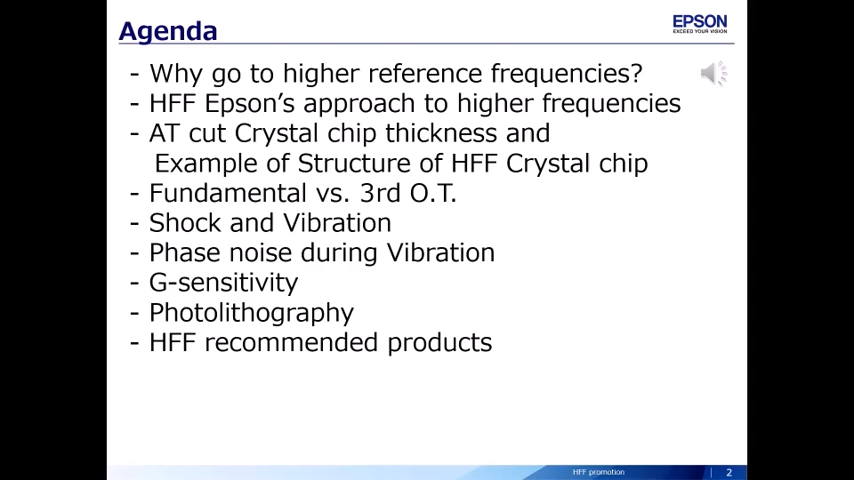 Agenda
EPSON
EXCEED YOUR VISION
- Why go to higher reference frequencies?
- HFF Epson's approach to higher frequencies
- AT cut Crystal chip thickness and
Example of Structure of HFF Crystal chip
- Fundamental vs. 3rd O.T.
- Shock and Vibration
- Phase noise during Vibration
- G-sensitivity
- Photolithography
- HFF recommended products
HFF promotion
2